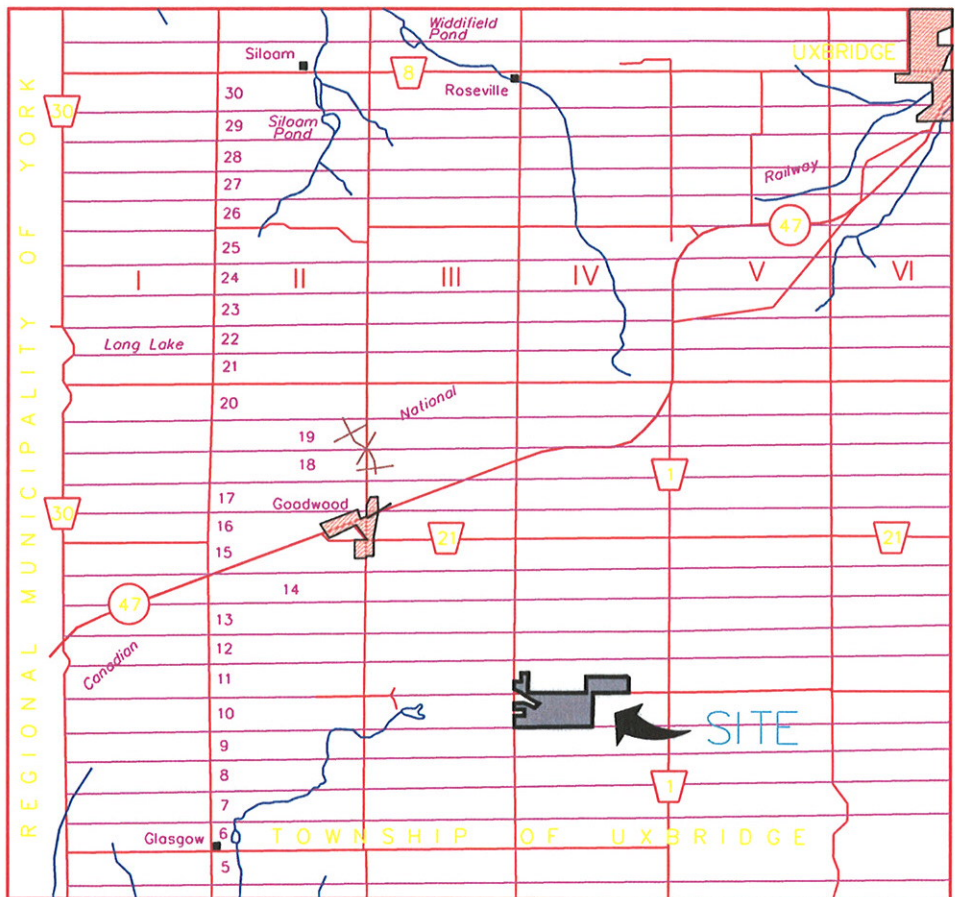 Widdifield
Pond
Siloam
UXBRIDGE
8
Roseville
30
30
29
Siloam
Pond
28
27
Railway
26
47
25
I
II
III
IV
V
VI
24
23
22
Long Lake
21
20
National
19
18
1
17
Goodwood
30
16
21
21
15
14
47
13
12
Canadian
11
10
SITE
9
8
1
7
6
Glasgow
TOWNSHIP OF UXBRIDGE
5
REGIONAL MUNICIPALITY OF YORK